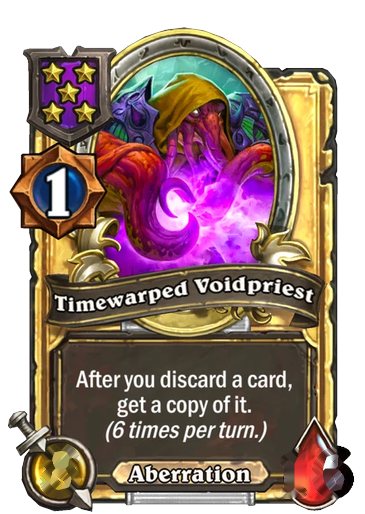 1
Timewarped Voidpriest
After you discard a card,
get a copy of it.
(6 times per turn.)
Aberration